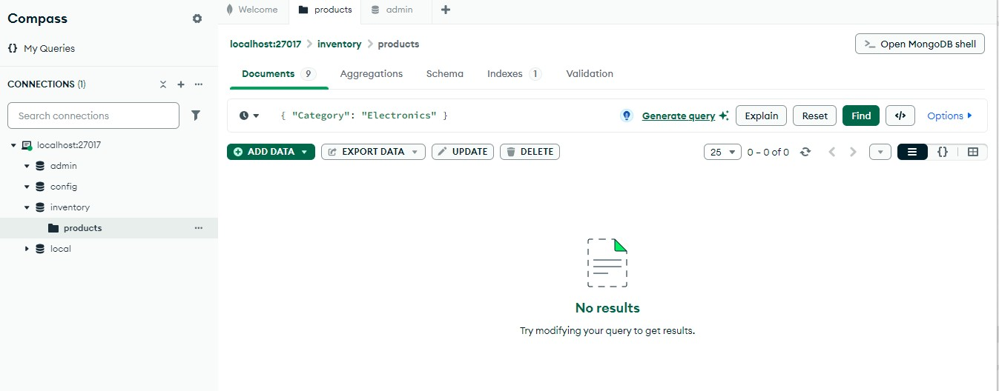 Compass
My Queries
CONNECTIONS (1)
Search connections
localhost:27017
admin
config
inventory
products
local
Welcome
products
admin
localhost:27017 > inventory > products
>_ Open MongoDB shell
Documents 9
Aggregations
Schema
Indexes 1
Validation
{ "Category": "Electronics" }
Generate query
Explain
Reset
Find
</>
Options
ADD DATA
EXPORT DATA
UPDATE
DELETE
25
0 – 0 of 0
{}
No results
Try modifying your query to get results.